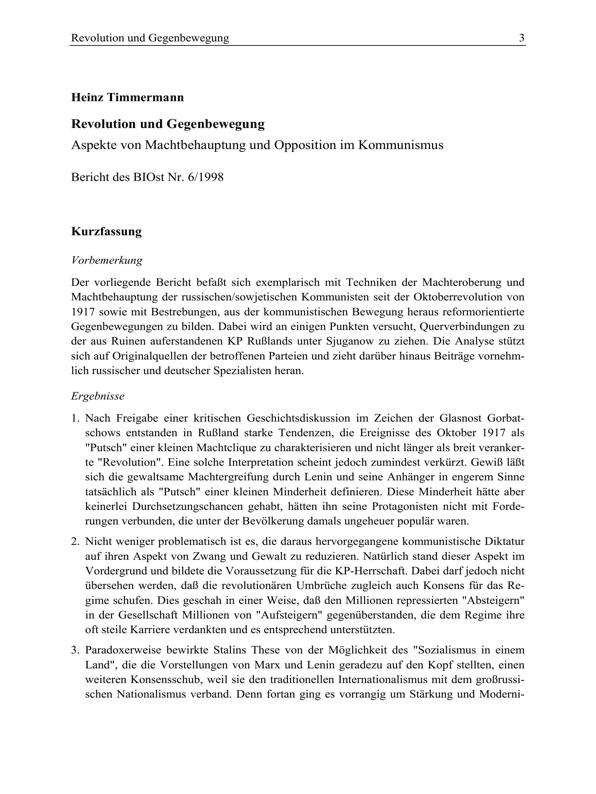 Revolution und Gegenbewegung 3
Heinz Timmermann
Revolution und Gegenbewegung
Aspekte von Machtbehauptung und Opposition im Kommunismus
Bericht des BIOst Nr. 6/1998
Kurzfassung
Vorbemerkung
Der vorliegende Bericht befaßt sich exemplarisch mit Techniken der Machteroberung und
Machtbehauptung der russischen/sowjetischen Kommunisten seit der Oktoberrevolution von
1917 sowie mit Bestrebungen, aus der kommunistischen Bewegung heraus reformorientierte
Gegenbewegungen zu bilden. Dabei wird an einigen Punkten versucht, Querverbindungen zu
der aus Ruinen auferstandenen KP Rußlands unter Sjuganow zu ziehen. Die Analyse stützt
sich auf Originalquellen der betroffenen Parteien und zieht darüber hinaus Beiträge vornehm-
lich russischer und deutscher Spezialisten heran.
Ergebnisse
1. Nach Freigabe einer kritischen Geschichtsdiskussion im Zeichen der Glasnost Gorbat-
schows entstanden in Rußland starke Tendenzen, die Ereignisse des Oktober 1917 als
"Putsch" einer kleinen Machtclique zu charakterisieren und nicht länger als breit veranker-
te "Revolution". Eine solche Interpretation scheint jedoch zumindest verkürzt. Gewiß läßt
sich die gewaltsame Machtergreifung durch Lenin und seine Anhänger in engerem Sinne
tatsächlich als "Putsch" einer kleinen Minderheit definieren. Diese Minderheit hätte aber
keinerlei Durchsetzungschancen gehabt, hätten ihn seine Protagonisten nicht mit Forde-
rungen verbunden, die unter der Bevölkerung damals ungeheuer populär waren.
2. Nicht weniger problematisch ist es, die daraus hervorgegangene kommunistische Diktatur
auf ihren Aspekt von Zwang und Gewalt zu reduzieren. Natürlich stand dieser Aspekt im
Vordergrund und bildete die Voraussetzung für die KP-Herrschaft. Dabei darf jedoch nicht
übersehen werden, daß die revolutionären Umbrüche zugleich auch Konsens für das Re-
gime schufen. Dies geschah in einer Weise, daß den Millionen repressierten "Absteigern"
in der Gesellschaft Millionen von "Aufsteigern" gegenüberstanden, die dem Regime ihre
oft steile Karriere verdankten und es entsprechend unterstützten.
3. Paradoxerweise bewirkte Stalins These von der Möglichkeit des "Sozialismus in einem
Land", die die Vorstellungen von Marx und Lenin geradezu auf den Kopf stellten, einen
weiteren Konsensschub, weil sie den traditionellen Internationalismus mit dem großrussi-
schen Nationalismus verband. Denn fortan ging es vorrangig um Stärkung und Moderni-